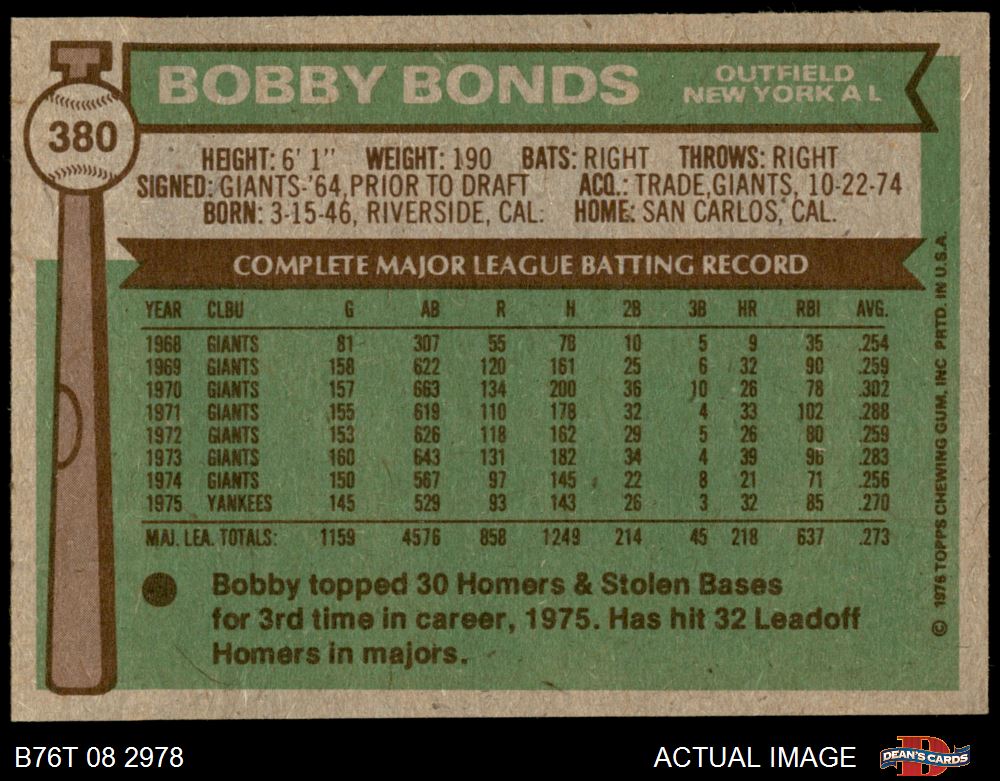 BOBBY BONDS
OUTFIELD
NEW YORK A L
380
HEIGHT: 6' 1" WEIGHT: 190 BATS: RIGHT THROWS: RIGHT
SIGNED: GIANTS-'64,PRIOR TO DRAFT ACQ.: TRADE,GIANTS, 10-22-74
BORN: 3-15-46, RIVERSIDE, CAL. HOME: SAN CARLOS, CAL.
COMPLETE MAJOR LEAGUE BATTING RECORD
YEAR CLBU G AB R H 2B 3B HR RBI AVG.
1968 GIANTS 81 307 55 78 10 5 9 35 .254
1969 GIANTS 158 622 120 161 25 6 32 90 .259
1970 GIANTS 157 663 134 200 36 10 26 78 .302
1971 GIANTS 155 619 110 178 32 4 33 102 .288
1972 GIANTS 153 626 118 162 29 5 26 80 .259
1973 GIANTS 160 643 131 182 34 4 39 96 .283
1974 GIANTS 150 567 97 145 22 8 21 71 .256
1975 YANKEES 145 529 93 143 26 3 32 85 .270
MAJ. LEA. TOTALS: 1159 4576 858 1249 214 45 218 637 .273
Bobby topped 30 Homers & Stolen Bases
for 3rd time in career, 1975. Has hit 32 Leadoff
Homers in majors.
© 1976 TOPPS CHEWING GUM, INC PRTD. IN U.S.A.
B76T 08 2978
ACTUAL IMAGE
DEAN'S CARDS